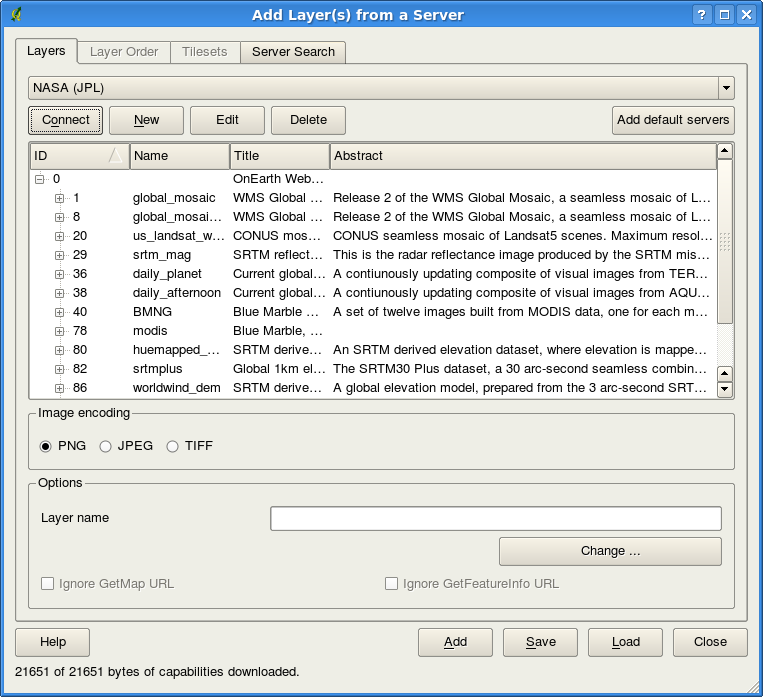 Add Layer(s) from a Server
?
Layers Layer Order Tilesets Server Search
NASA (JPL)
Connect New Edit Delete Add default servers
ID Name Title Abstract
0 OnEarth Web...
1 global_mosaic WMS Global ... Release 2 of the WMS Global Mosaic, a seamless mosaic of L...
8 global_mosai... WMS Global ... Release 2 of the WMS Global Mosaic, a seamless mosaic of L...
20 us_landsat_w... CONUS mos... CONUS seamless mosaic of Landsat5 scenes. Maximum resol...
29 srtm_mag SRTM reflect... This is the radar reflectance image produced by the SRTM mis...
36 daily_planet Current global... A contiunously updating composite of visual images from TER...
38 daily_afternoon Current global... A contiunously updating composite of visual images from AQU...
40 BMNG Blue Marble ... A set of twelve images built from MODIS data, one for each m...
78 modis Blue Marble, ...
80 huemapped_... SRTM derive... An SRTM derived elevation dataset, where elevation is mappe...
82 srtmplus Global 1km el... The SRTM30 Plus dataset, a 30 arc-second seamless combin...
86 worldwind_dem SRTM derive... A global elevation model, prepared from the 3 arc-second SRT...
Image encoding
PNG JPEG TIFF
Options
Layer name
Change ...
Ignore GetMap URL Ignore GetFeatureInfo URL
Help Add Save Load Close
21651 of 21651 bytes of capabilities downloaded.